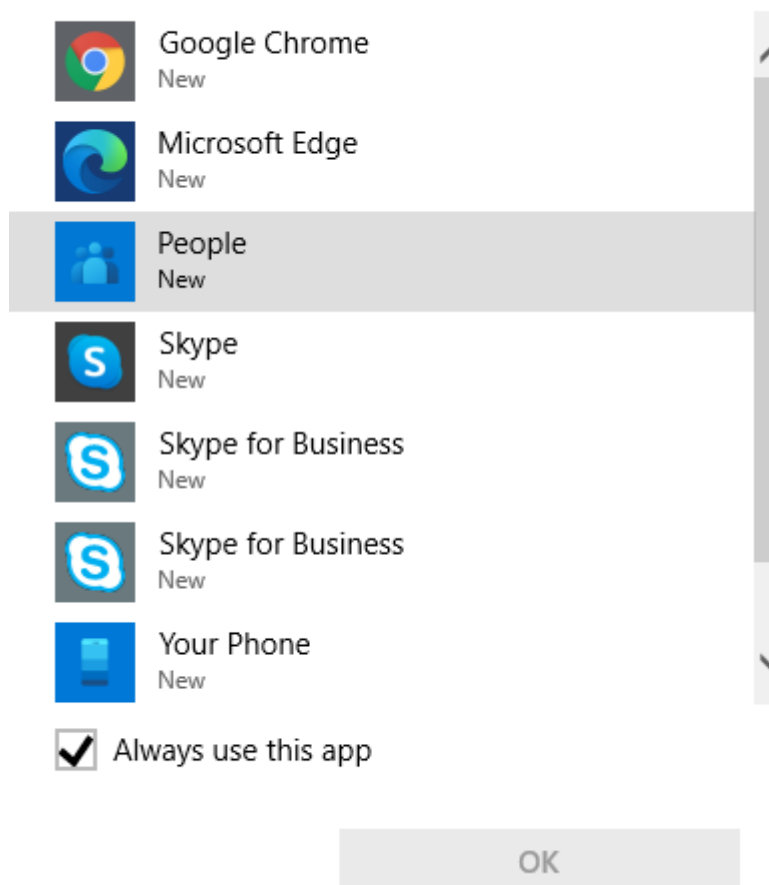 Google Chrome
New
Microsoft Edge
New
People
New
Skype
New
Skype for Business
New
Skype for Business
New
Your Phone
New
Always use this app
OK